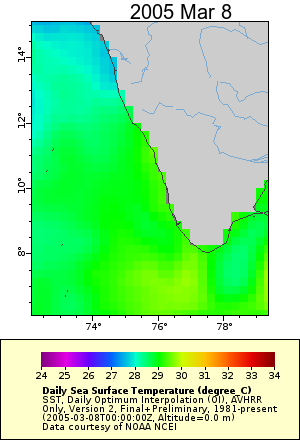 2005 Mar 8
14°
12°
10°
8°
74°
76°
78°
24 25 26 27 28 29 30 31 32 33 34
Daily Sea Surface Temperature (degree_C)
SST, Daily Optimum Interpolation (OI), AVHRR
Only, Version 2, Final+Preliminary, 1981-present
(2005-03-08T00:00:00Z, Altitude=0.0 m)
Data courtesy of NOAA NCEI